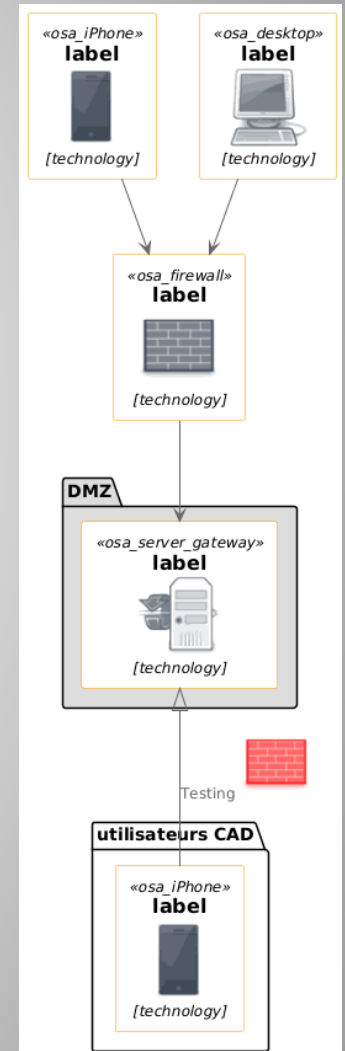 «osa_iPhone»
label
[technology]
«osa_desktop»
label
[technology]
«osa_firewall»
label
[technology]
DMZ
«osa_server_gateway»
label
[technology]
Testing
utilisateurs CAD
«osa_iPhone»
label
[technology]